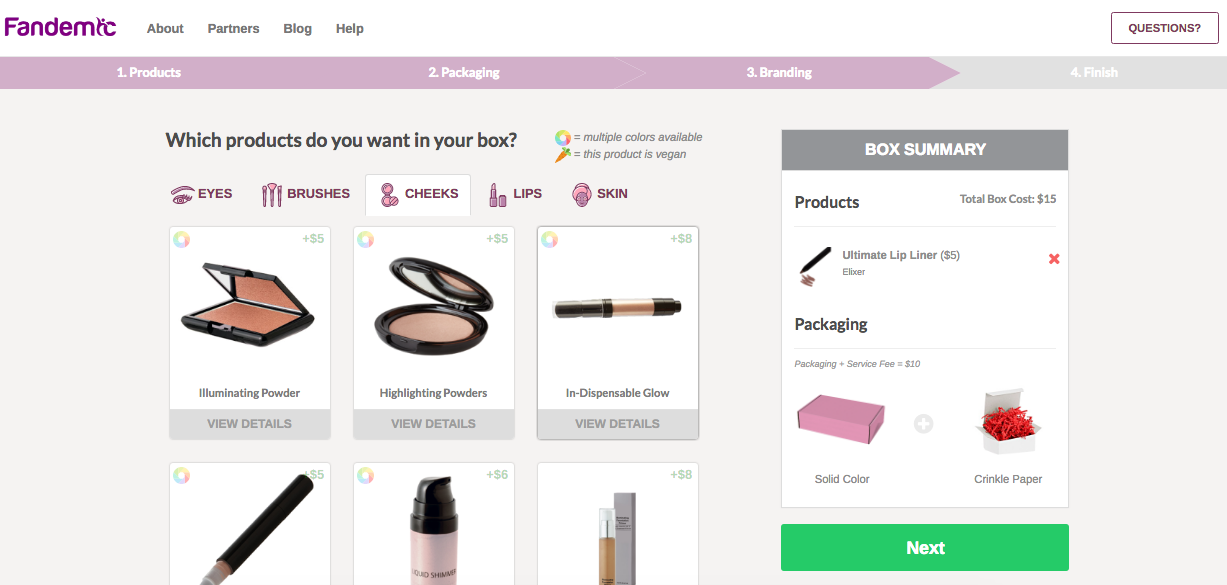 Fandemic
About
Partners
Blog
Help
QUESTIONS?
1. Products
2. Packaging
3. Branding
4. Finish
Which products do you want in your box?
= multiple colors available
= this product is vegan
EYES
BRUSHES
CHEEKS
LIPS
SKIN
+$5
Illuminating Powder
VIEW DETAILS
+$5
Highlighting Powders
VIEW DETAILS
+$8
In-Dispensable Glow
VIEW DETAILS
+$5
+$6
LIQUID SHIMMER
+$8
BOX SUMMARY
Products
Total Box Cost: $15
Ultimate Lip Liner ($5)
Elixer
Packaging
Packaging + Service Fee = $10
Solid Color
Crinkle Paper
Next